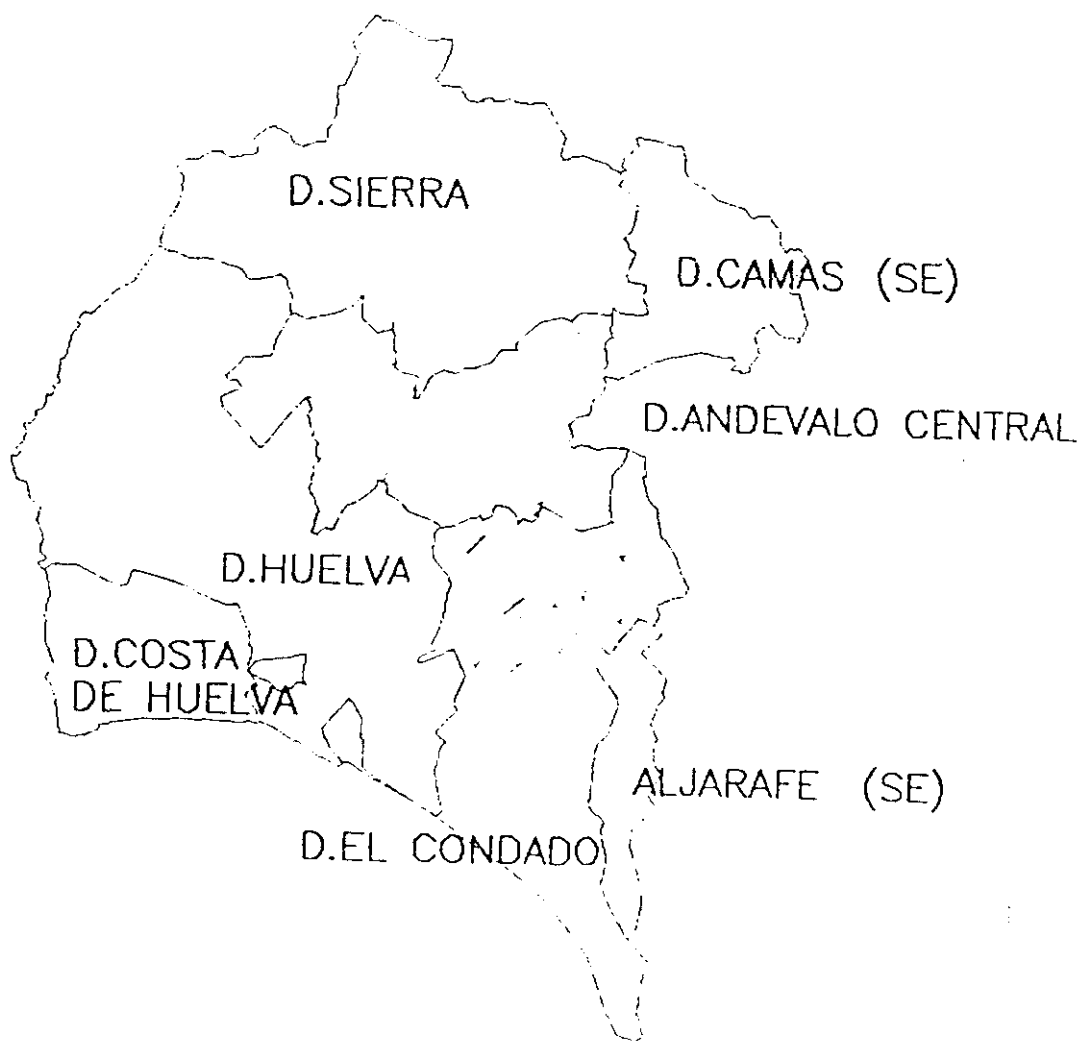 D.SIERRA
D.CAMAS (SE)
D.ANDEVALO CENTRAL
D.HUELVA
D.COSTA
DE HUELVA
ALJARAFE (SE)
D.EL CONDADO